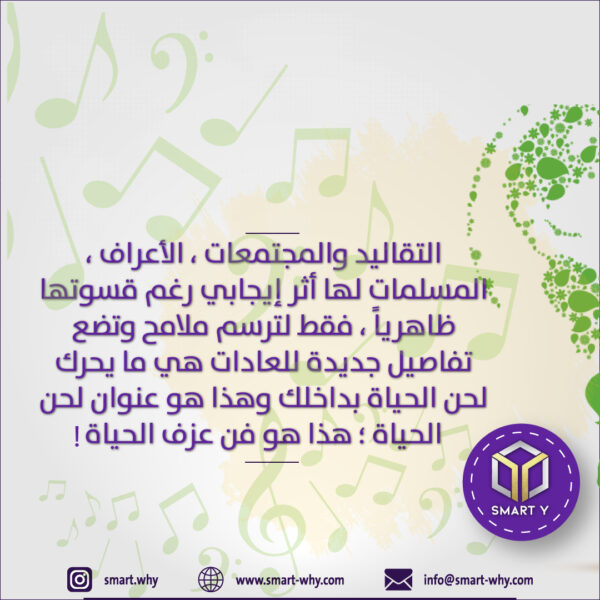 التقاليد والمجتمعات ، الأعراف ،
المسلمات لها أثر إيجابي رغم قسوتها
ظاهرياً ، فقط لترسم ملامح وتضع
تفاصيل جديدة للعادات هي ما يحرك
لحن الحياة بداخلك وهذا هو عنوان لحن
الحياة ؛ هذا هو فن عزف الحياة !
SMART Y
smart.why www.smart-why.com info@smart-why.com